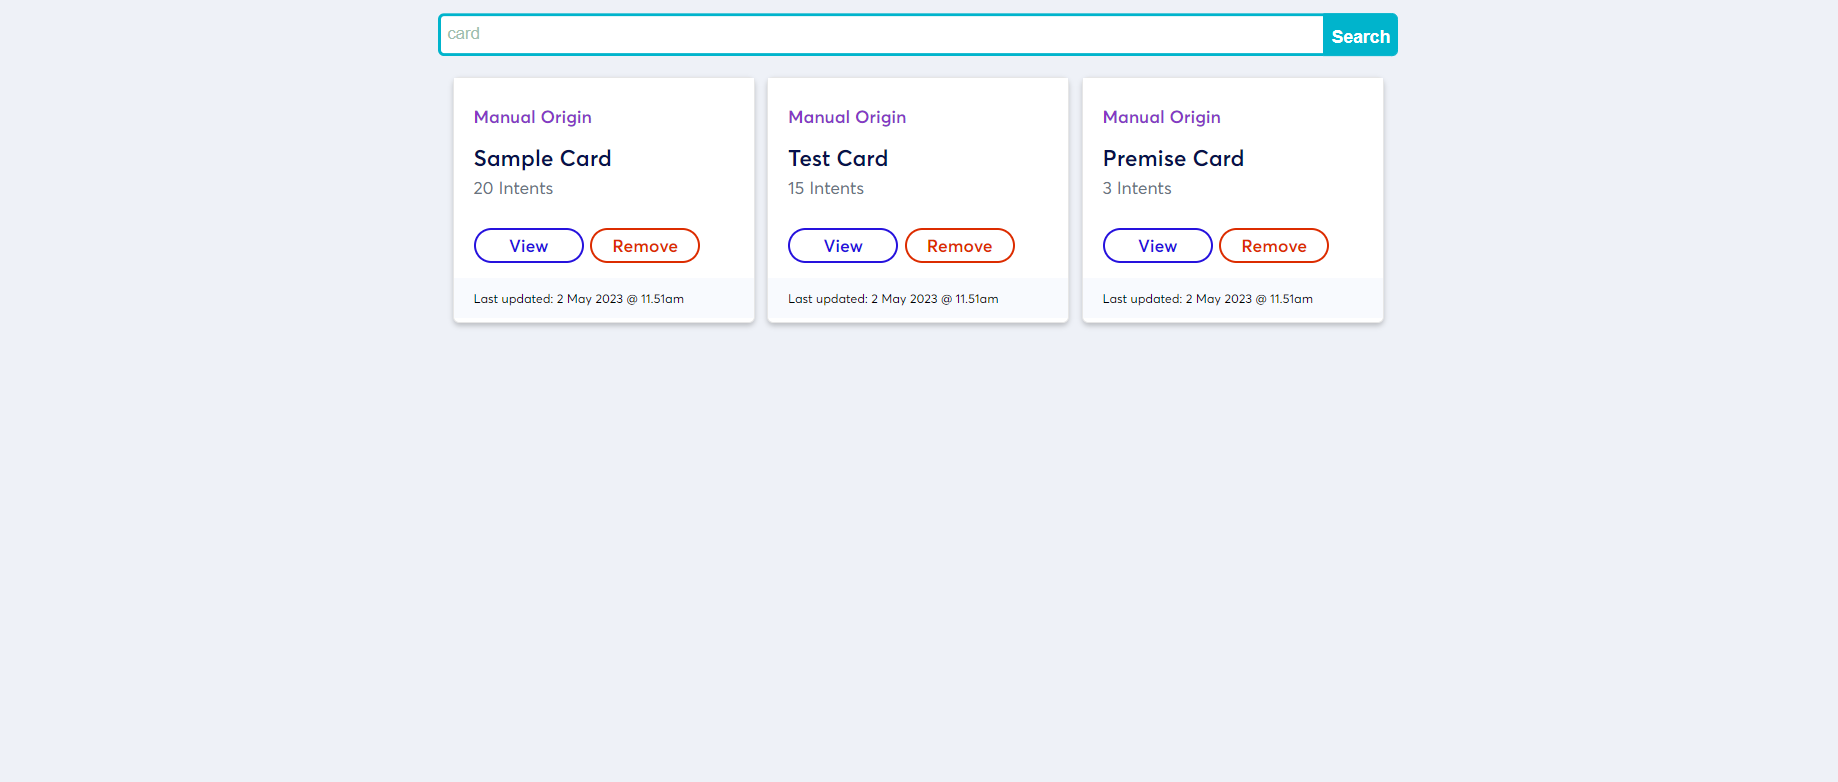 card
Search
Manual Origin
Sample Card
20 Intents
View Remove
Last updated: 2 May 2023 @ 11.51am
Manual Origin
Test Card
15 Intents
View Remove
Last updated: 2 May 2023 @ 11.51am
Manual Origin
Premise Card
3 Intents
View Remove
Last updated: 2 May 2023 @ 11.51am